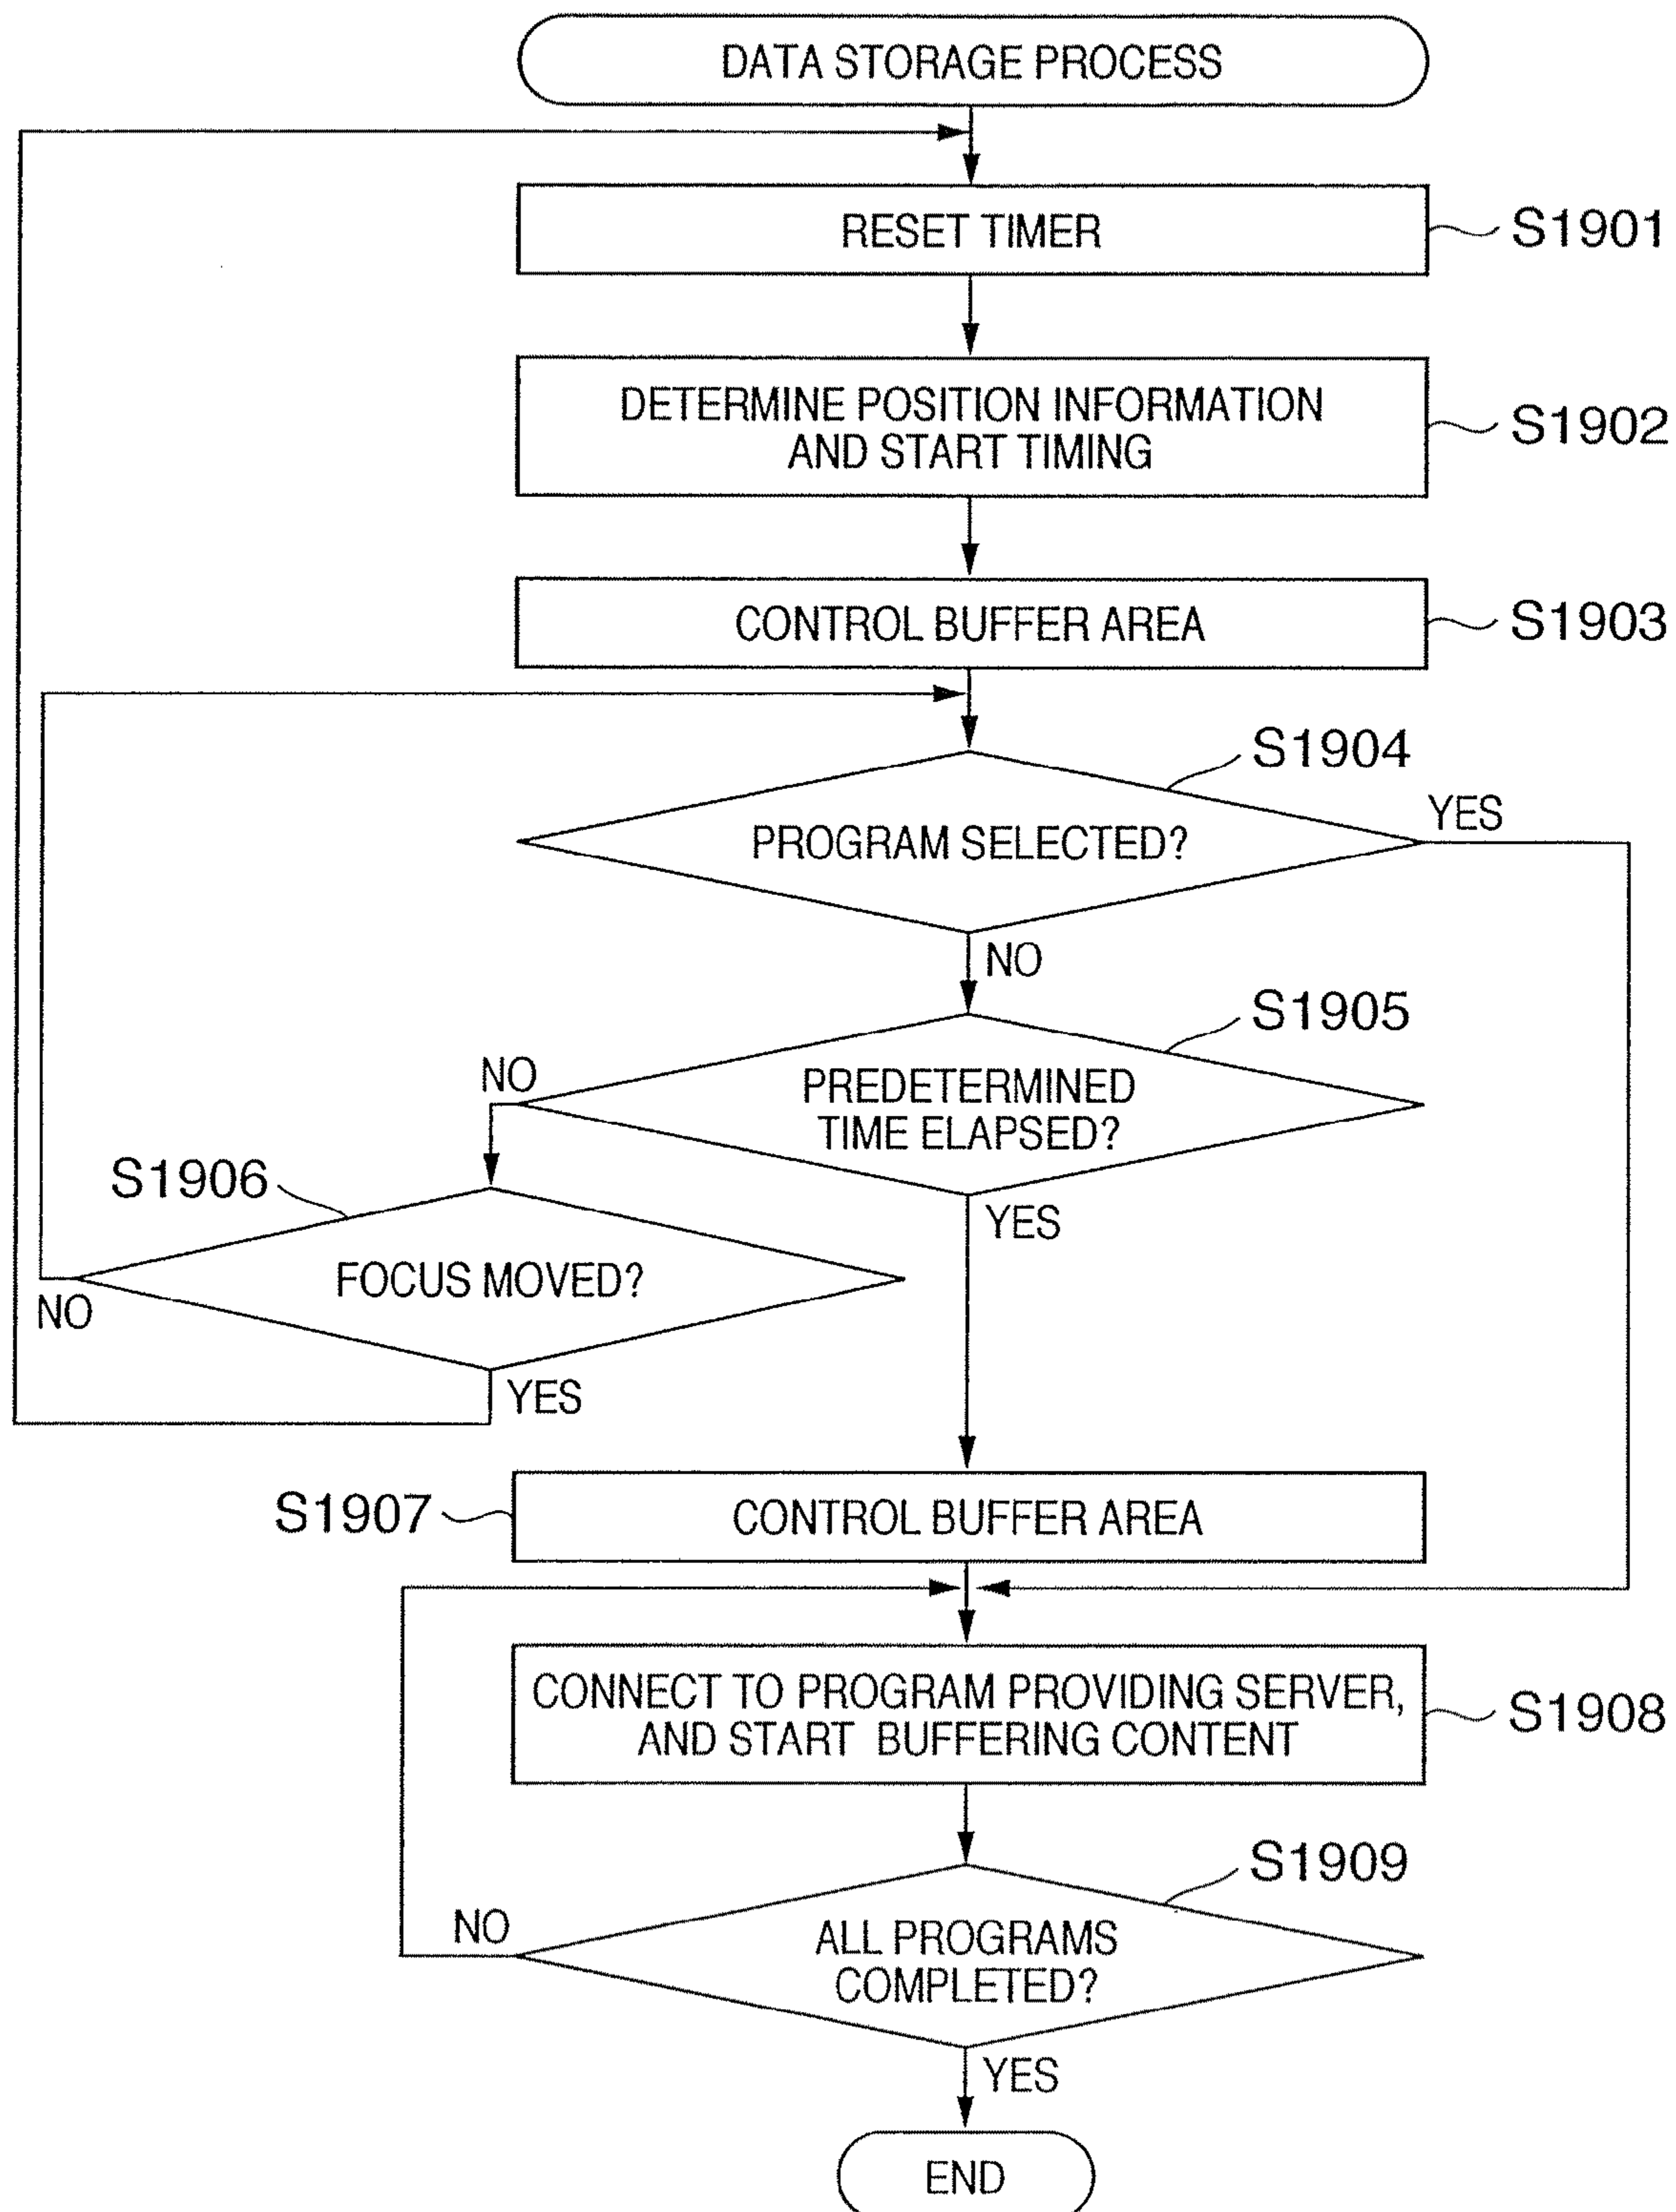 DATA STORAGE PROCESS
RESET TIMER
S1901
DETERMINE POSITION INFORMATION
AND START TIMING
S1902
CONTROL BUFFER AREA
S1903
S1904
YES
PROGRAM SELECTED?
NO
S1905
NO
PREDETERMINED
TIME ELAPSED?
S1906
YES
FOCUS MOVED?
NO
YES
S1907
CONTROL BUFFER AREA
CONNECT TO PROGRAM PROVIDING SERVER,
AND START BUFFERING CONTENT
S1908
S1909
NO
ALL PROGRAMS
COMPLETED?
YES
END